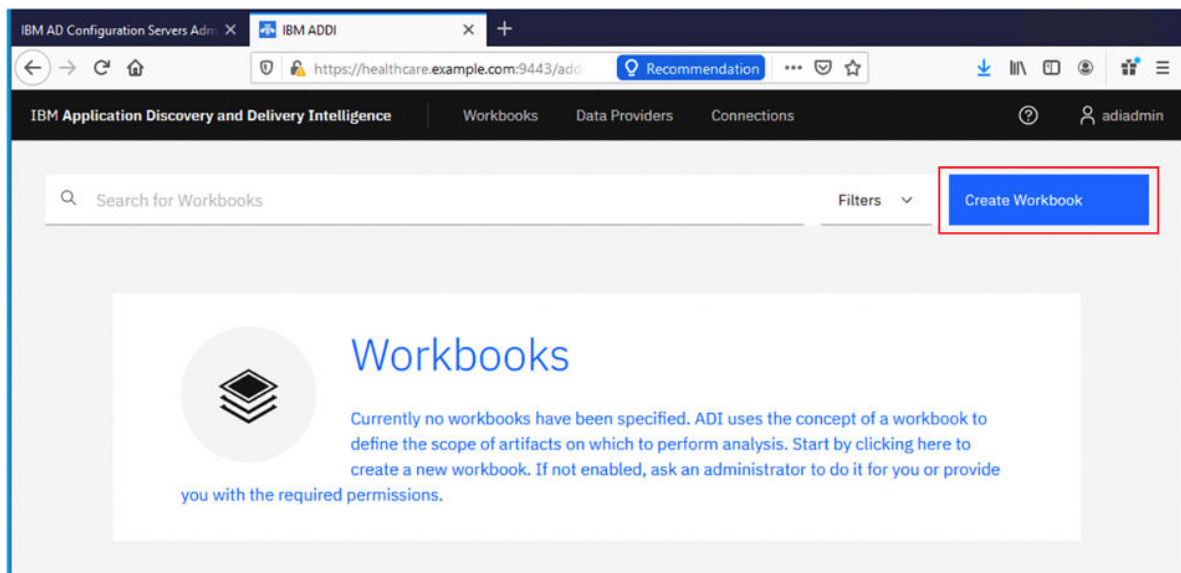 IBM AD Configuration Servers Adm
IBM ADDI
https://healthcare.example.com:9443/add
Recommendation
IBM Application Discovery and Delivery Intelligence
Workbooks
Data Providers
Connections
adiadmin
Search for Workbooks
Filters
Create Workbook
Workbooks
Currently no workbooks have been specified. ADI uses the concept of a workbook to
define the scope of artifacts on which to perform analysis. Start by clicking here to
create a new workbook. If not enabled, ask an administrator to do it for you or provide
you with the required permissions.